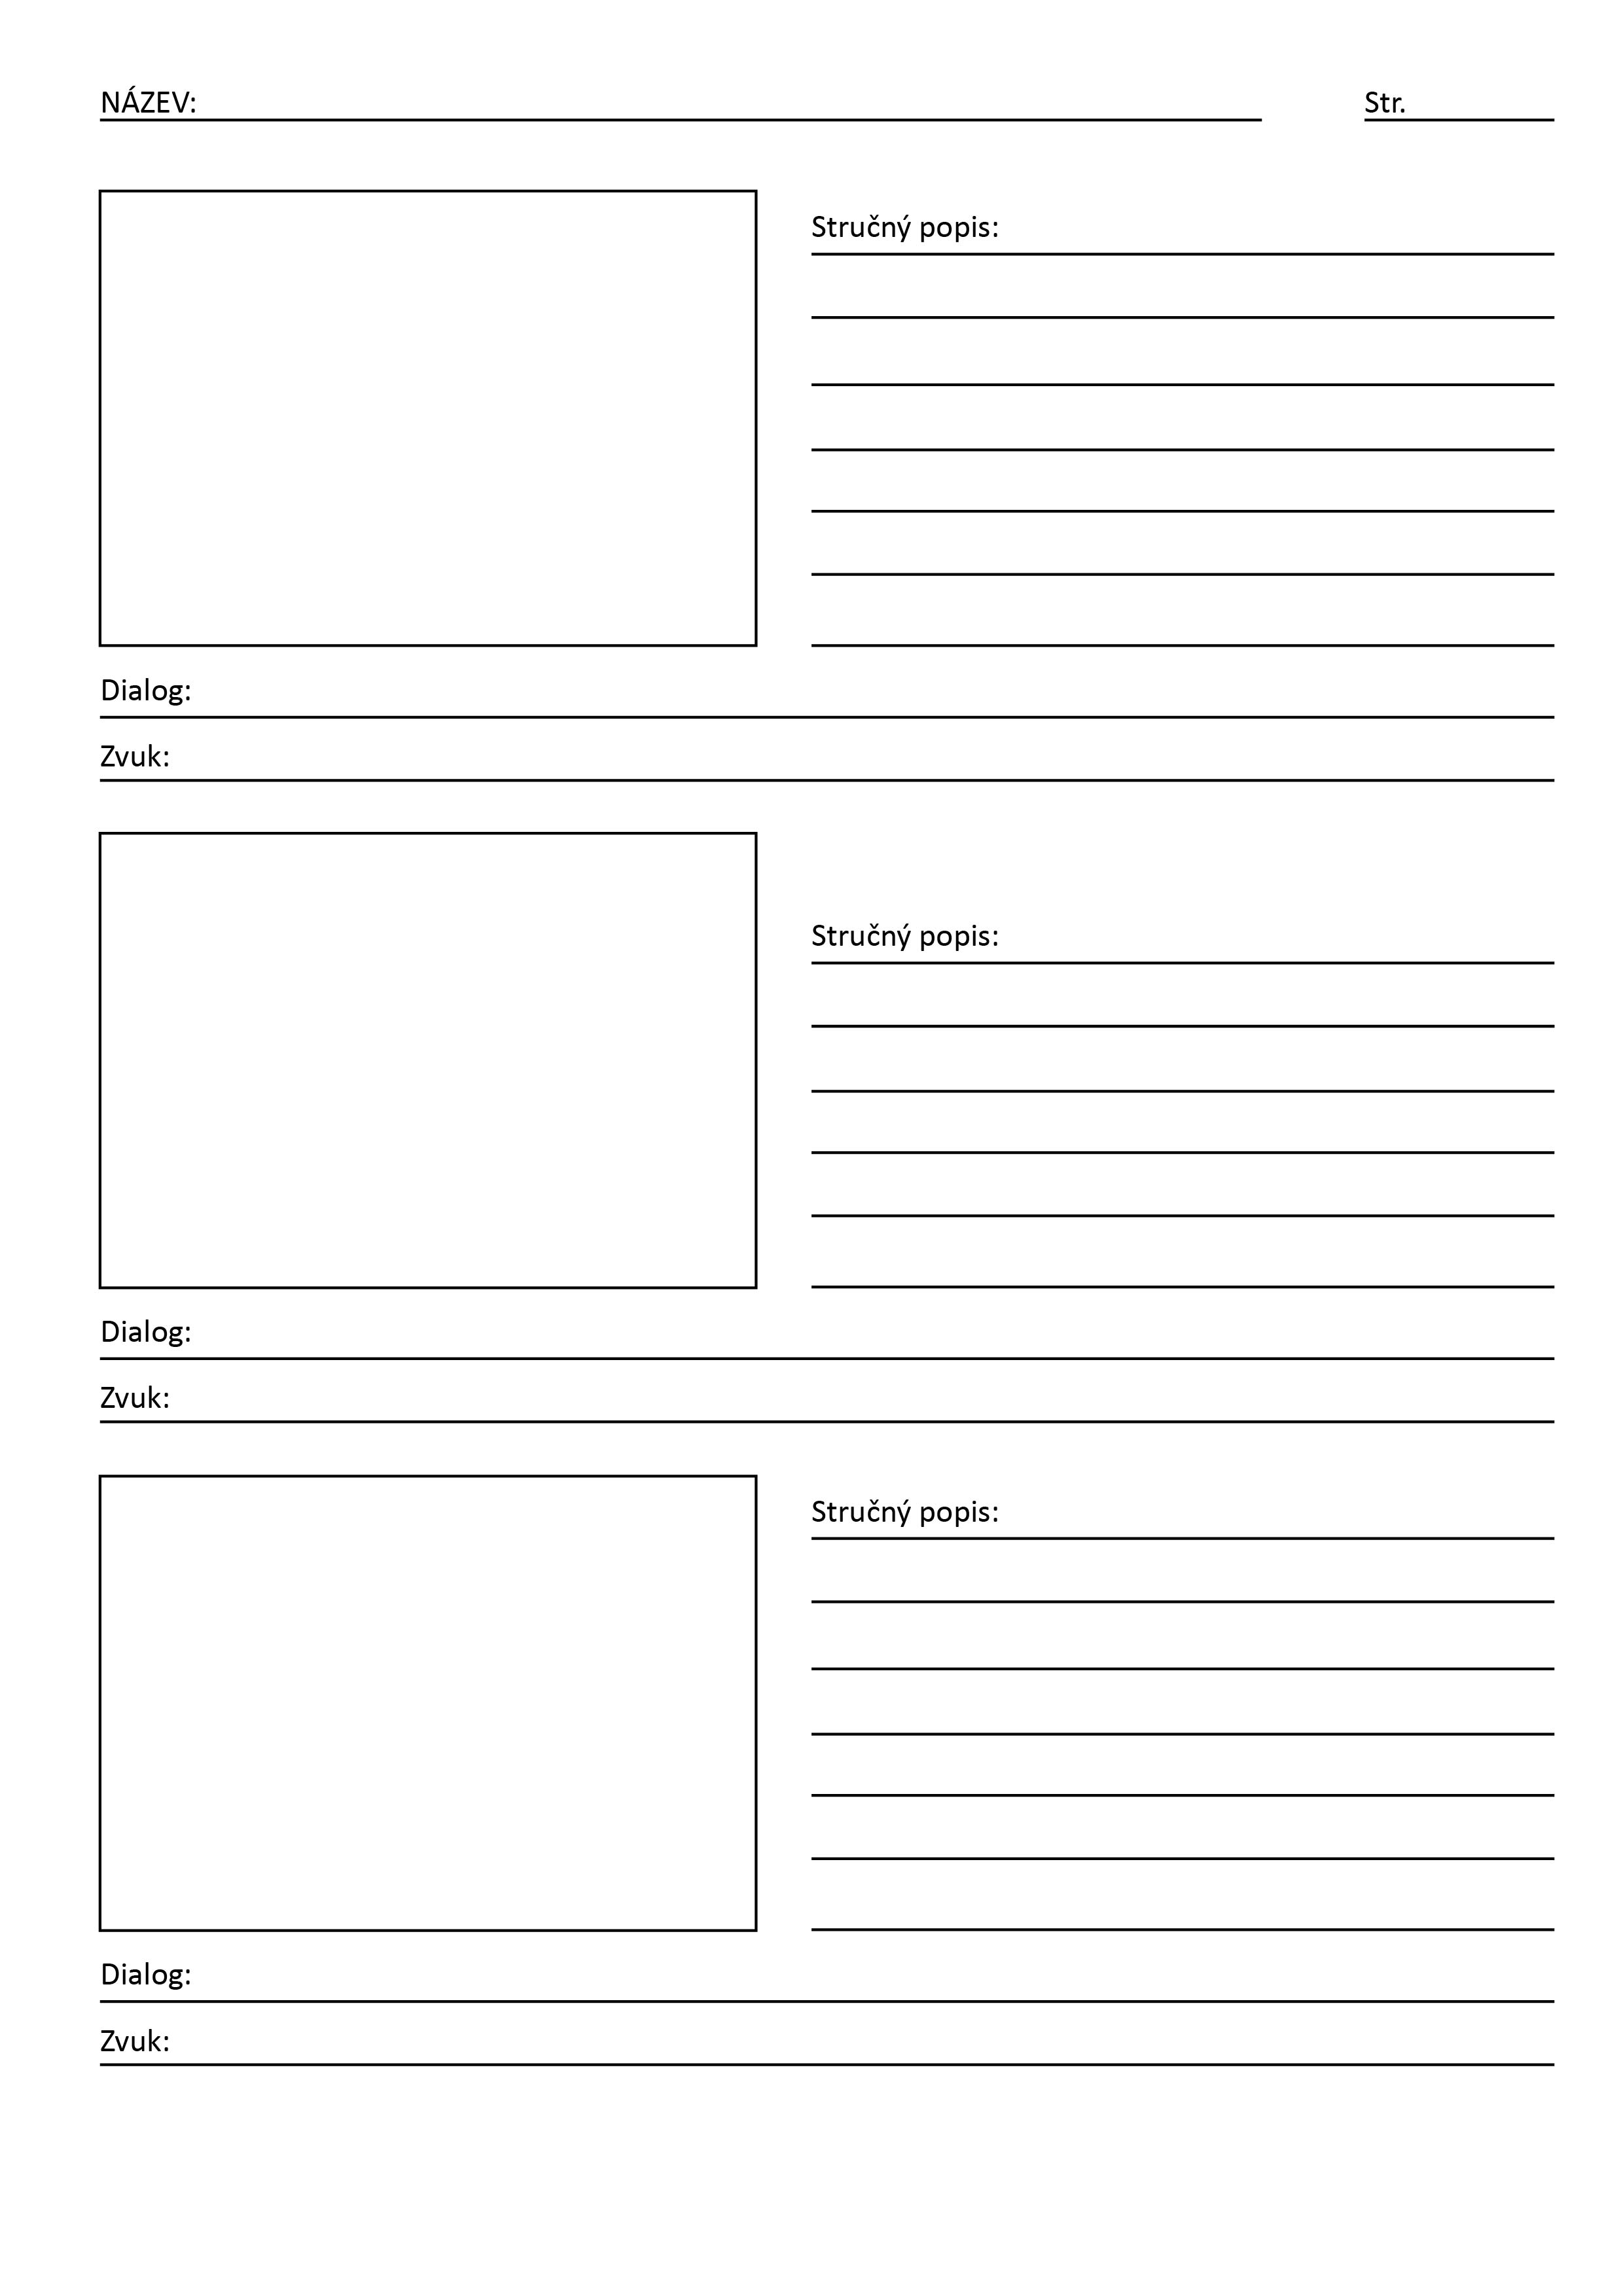 NÁZEV: Str.
Stručný popis:
Dialog:
Zvuk:
Stručný popis:
Dialog:
Zvuk:
Stručný popis:
Dialog:
Zvuk: